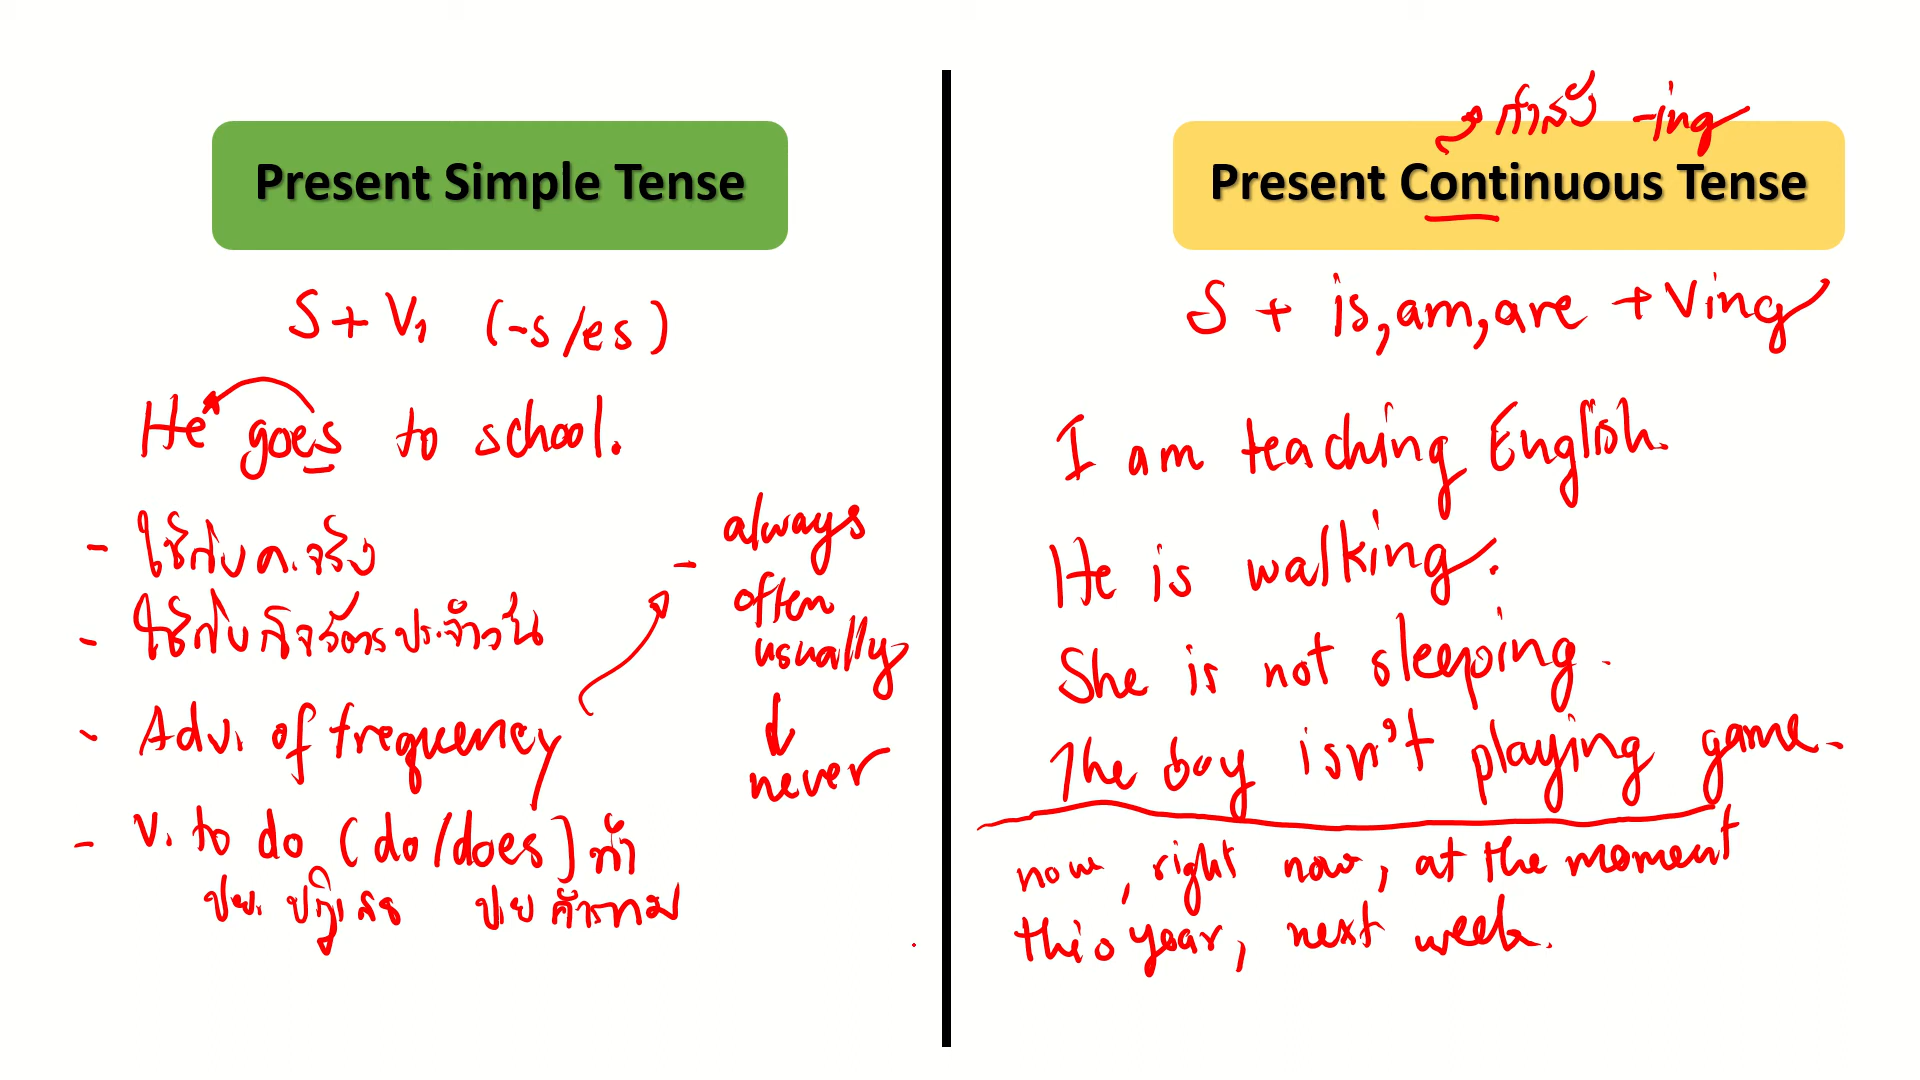 Present Simple Tense
S + V1 (-s/es)
He goes to school.
- ใช้กับค.จริง
- ใช้กับกิจวัตรประจำวัน
- Adv. of frequency
- always
often
usually
never
- v. to do (do/does) ทำ
ปย. ปฏิเสธ ปย คำถาม
กำลัง -ing
Present Continuous Tense
S + is, am, are + Ving
I am teaching English.
He is walking.
She is not sleeping.
The boy isn't playing game.
now, right now, at the moment
this year, next week.